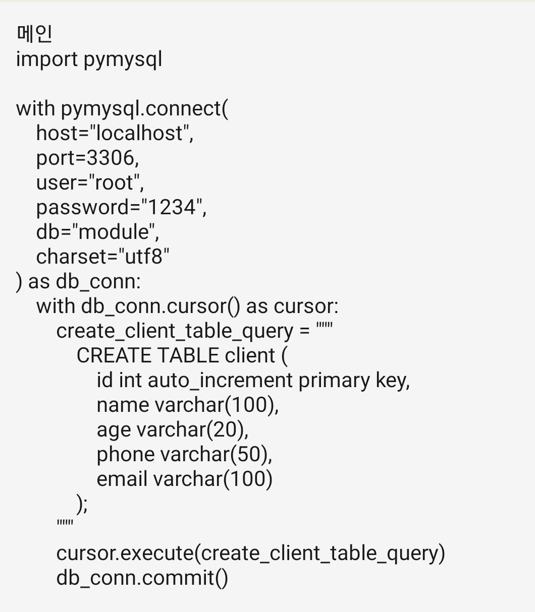 메인
import pymysql

with pymysql.connect(
    host="localhost",
    port=3306,
    user="root",
    password="1234",
    db="module",
    charset="utf8"
) as db_conn:
    with db_conn.cursor() as cursor:
        create_client_table_query = """
            CREATE TABLE client (
                id int auto_increment primary key,
                name varchar(100),
                age varchar(20),
                phone varchar(50),
                email varchar(100)
            );
        """
        cursor.execute(create_client_table_query)
        db_conn.commit()